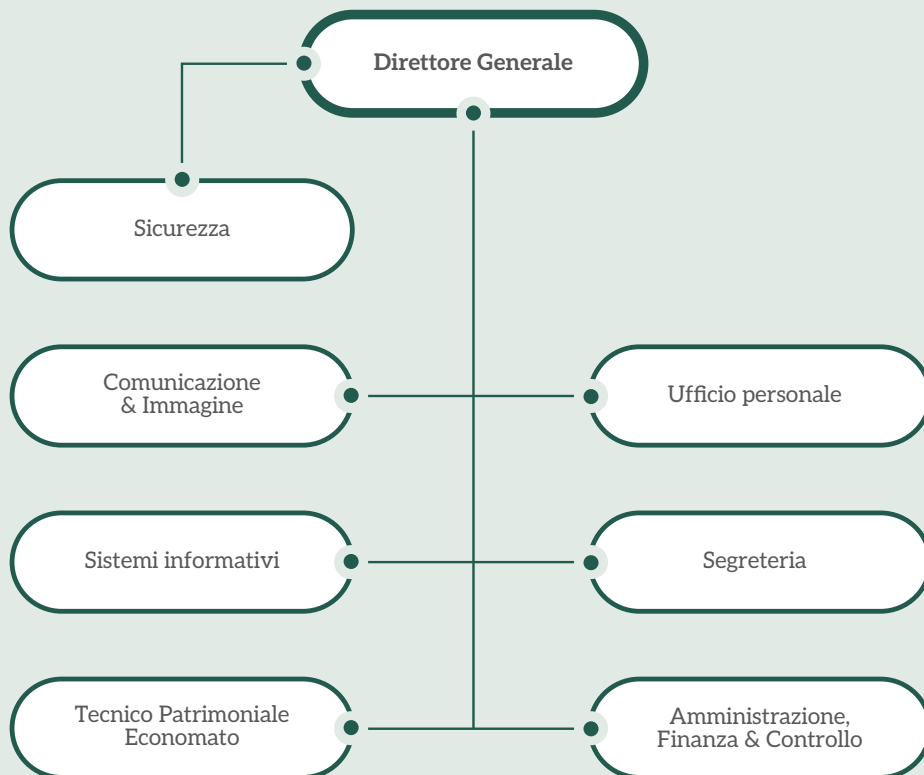 Direttore Generale
Sicurezza
Comunicazione
& Immagine
Ufficio personale
Sistemi informativi
Segreteria
Tecnico Patrimoniale
Economato
Amministrazione,
Finanza & Controllo